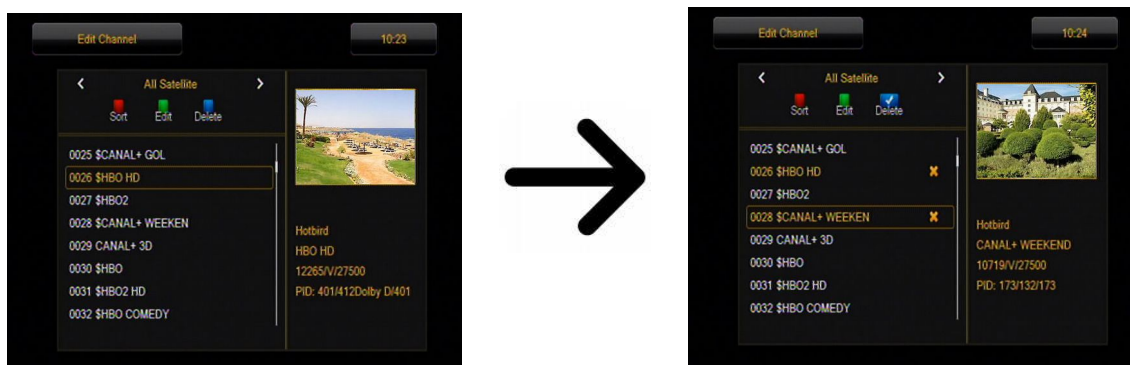 Edit Channel
10:23
All Satellite
Sort Edit Delete
0025 $CANAL+ GOL
0026 $HBO HD
0027 $HBO2
0028 $CANAL+ WEEKEN
0029 CANAL+ 3D
0030 $HBO
0031 $HBO2 HD
0032 $HBO COMEDY
Hotbird
HBO HD
12265/V/27500
PID: 401/412Dolby D/401
Edit Channel
10:24
All Satellite
Sort Edit Delete
0025 $CANAL+ GOL
0026 $HBO HD
0027 $HBO2
0028 $CANAL+ WEEKEN
0029 CANAL+ 3D
0030 $HBO
0031 $HBO2 HD
0032 $HBO COMEDY
Hotbird
CANAL+ WEEKEND
10719/V/27500
PID: 173/132/173